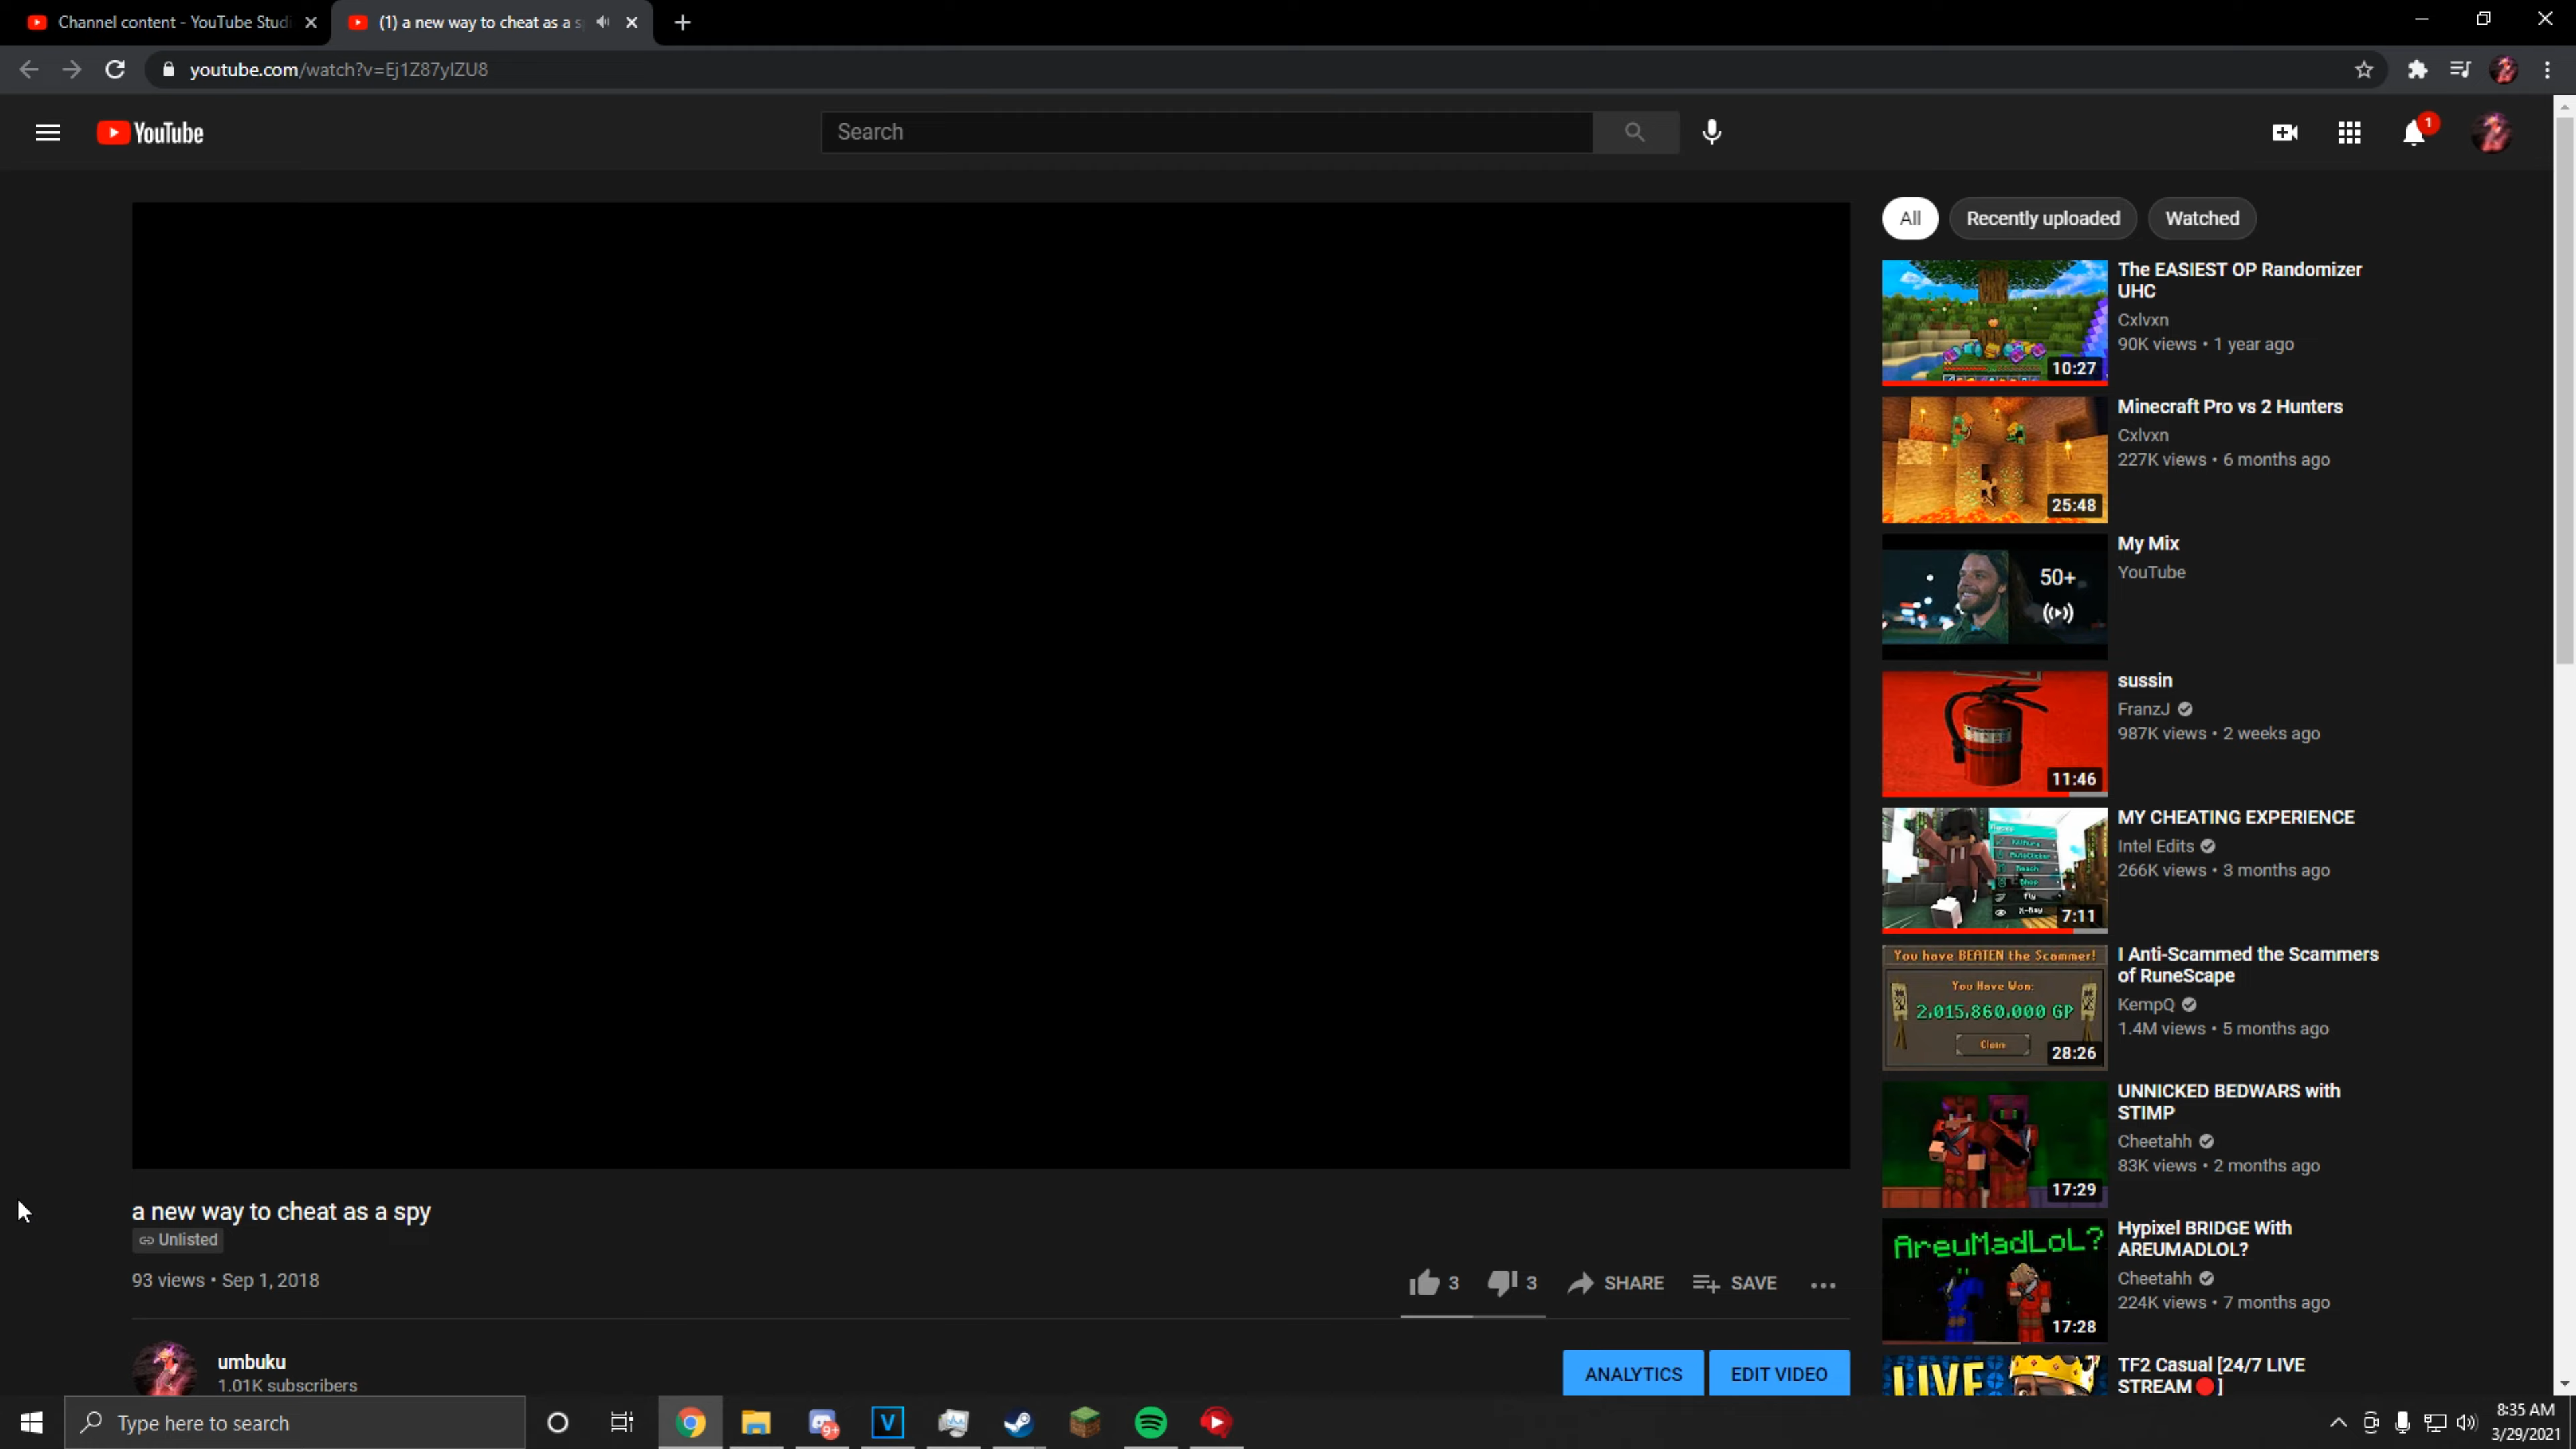 Channel content - YouTube Studi
(1) a new way to cheat as a s
youtube.com/watch?v=Ej1Z87ylZU8
YouTube
Search
1
All
Recently uploaded
Watched
The EASIEST OP Randomizer
UHC
Cxlvxn
90K views • 1 year ago
10:27
Minecraft Pro vs 2 Hunters
Cxlvxn
227K views • 6 months ago
25:48
My Mix
YouTube
50+
sussin
FranzJ
987K views • 2 weeks ago
11:46
MY CHEATING EXPERIENCE
Intel Edits
266K views • 3 months ago
Reach
Fly
X-Ray
7:11
You have BEATEN the Scammer!
You Have Won:
2,015,860,000 GP
Claim
28:26
I Anti-Scammed the Scammers
of RuneScape
KempQ
1.4M views • 5 months ago
UNNICKED BEDWARS with
STIMP
Cheetahh
83K views • 2 months ago
17:29
AreuMadLoL?
17:28
Hypixel BRIDGE With
AREUMADLOL?
Cheetahh
224K views • 7 months ago
LIVE
TF2 Casual [24/7 LIVE
STREAM🔴]
a new way to cheat as a spy
Unlisted
93 views • Sep 1, 2018
3
3
SHARE
SAVE
umbuku
1.01K subscribers
ANALYTICS
EDIT VIDEO
Type here to search
9+
V
8:35 AM
3/29/2021